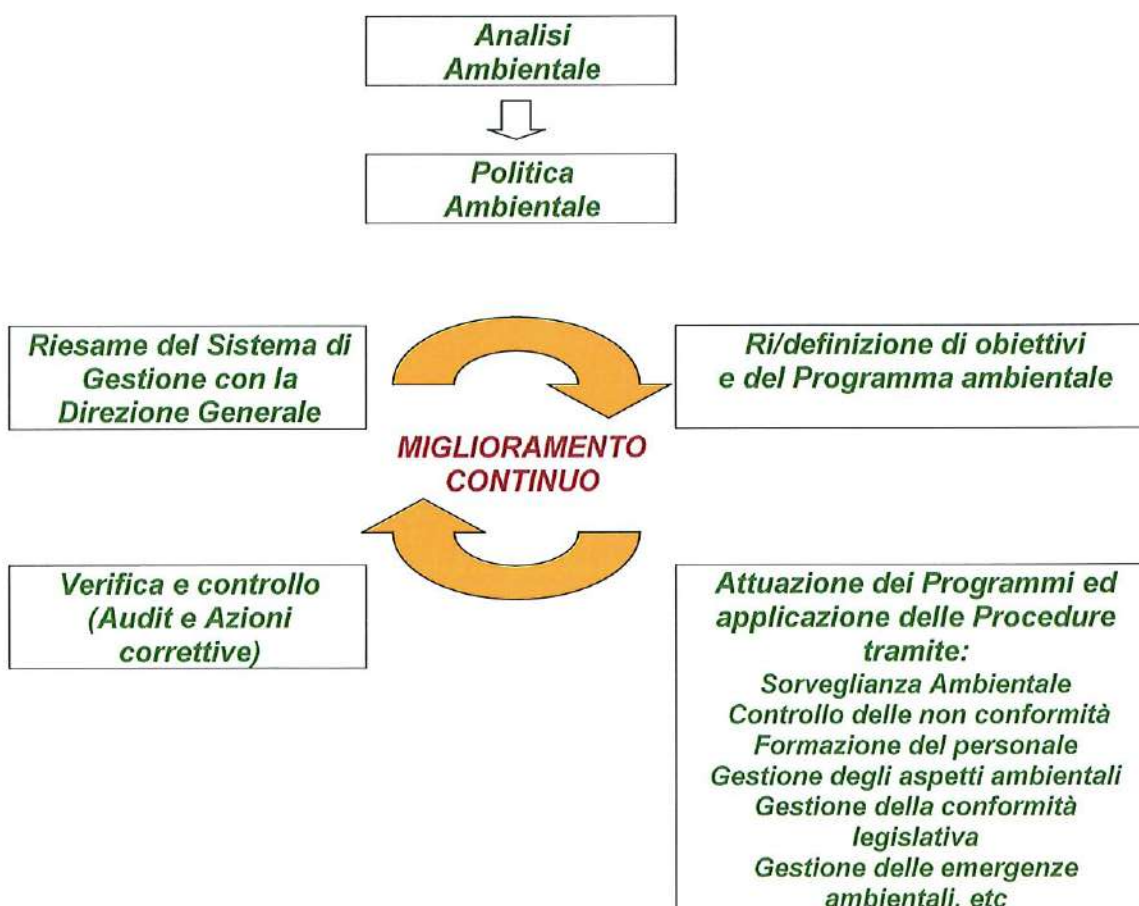 Analisi
Ambientale
Politica
Ambientale
Riesame del Sistema di
Gestione con la
Direzione Generale
Ri/definizione di obiettivi
e del Programma ambientale
MIGLIORAMENTO
CONTINUO
Verifica e controllo
(Audit e Azioni
correttive)
Attuazione dei Programmi ed
applicazione delle Procedure
tramite:
Sorveglianza Ambientale
Controllo delle non conformità
Formazione del personale
Gestione degli aspetti ambientali
Gestione della conformità
legislativa
Gestione delle emergenze
ambientali, etc